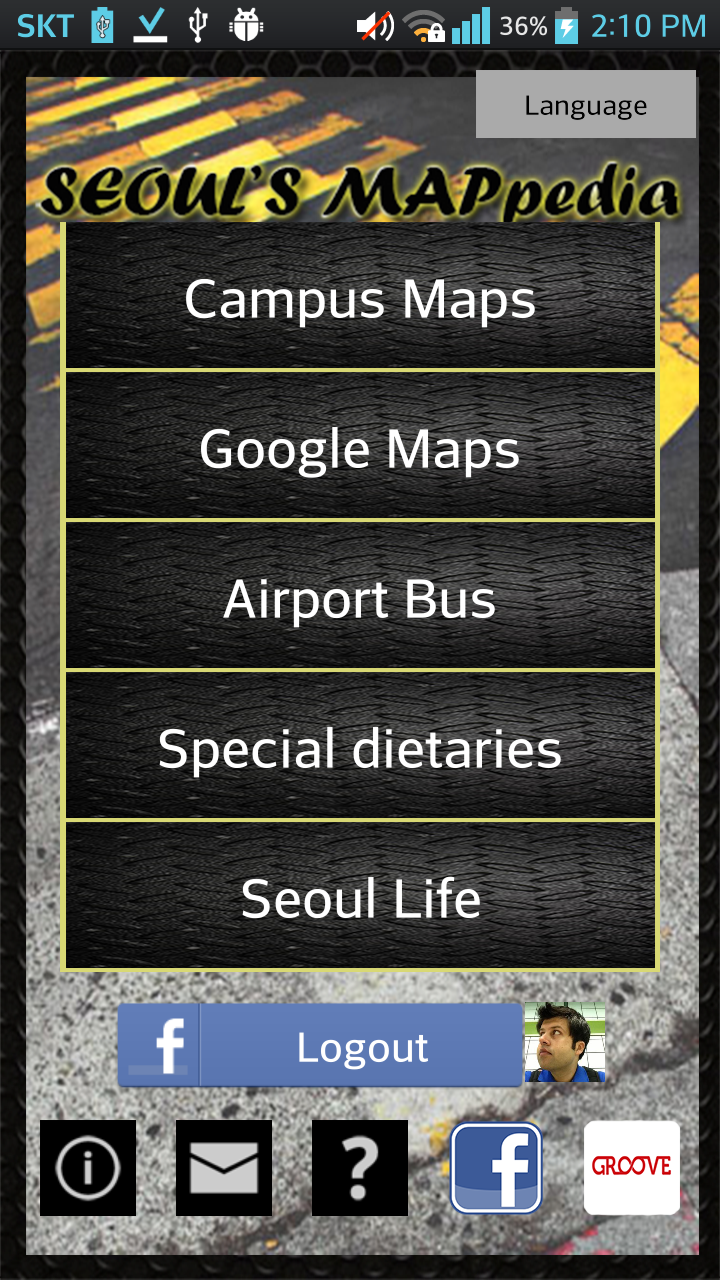 SKT 36% 2:10 PM
Language
SEOUL'S MAPpedia
Campus Maps
Google Maps
Airport Bus
Special dietaries
Seoul Life
f Logout
i ? f GROOVE